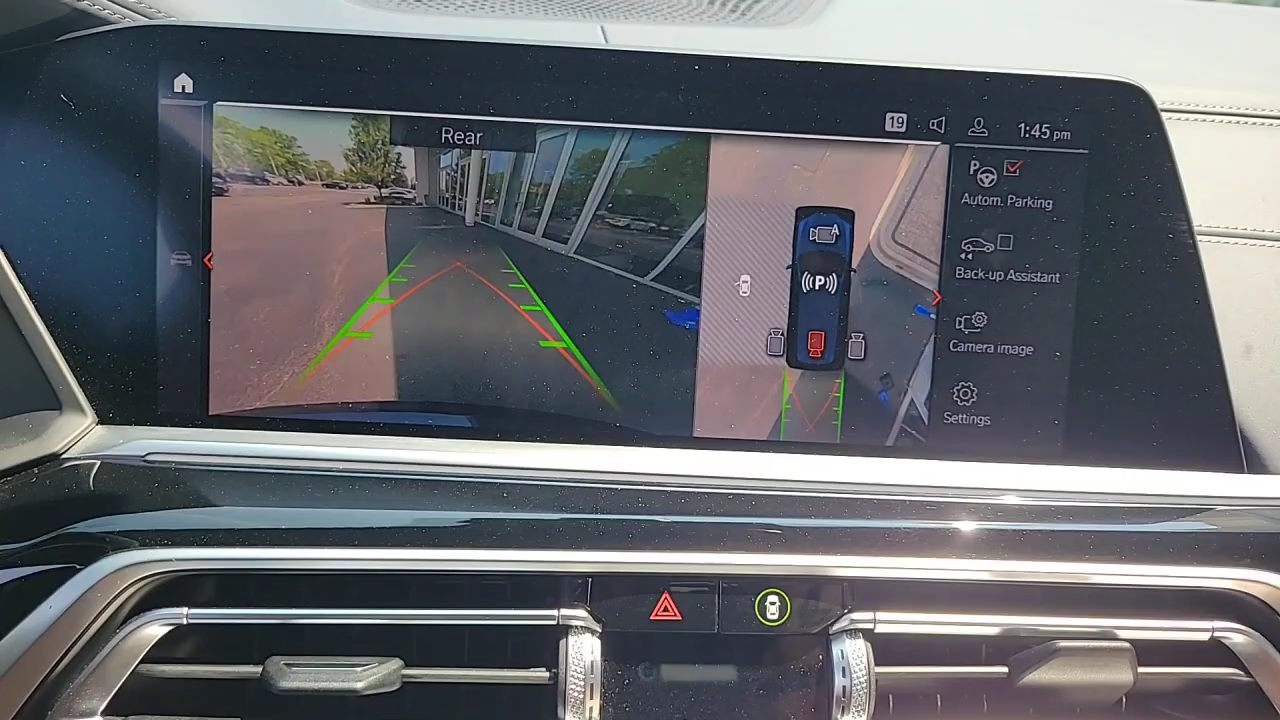 Rear
19
1:45 pm
P
Autom. Parking
Back-up Assistant
Camera image
Settings
A
((P))